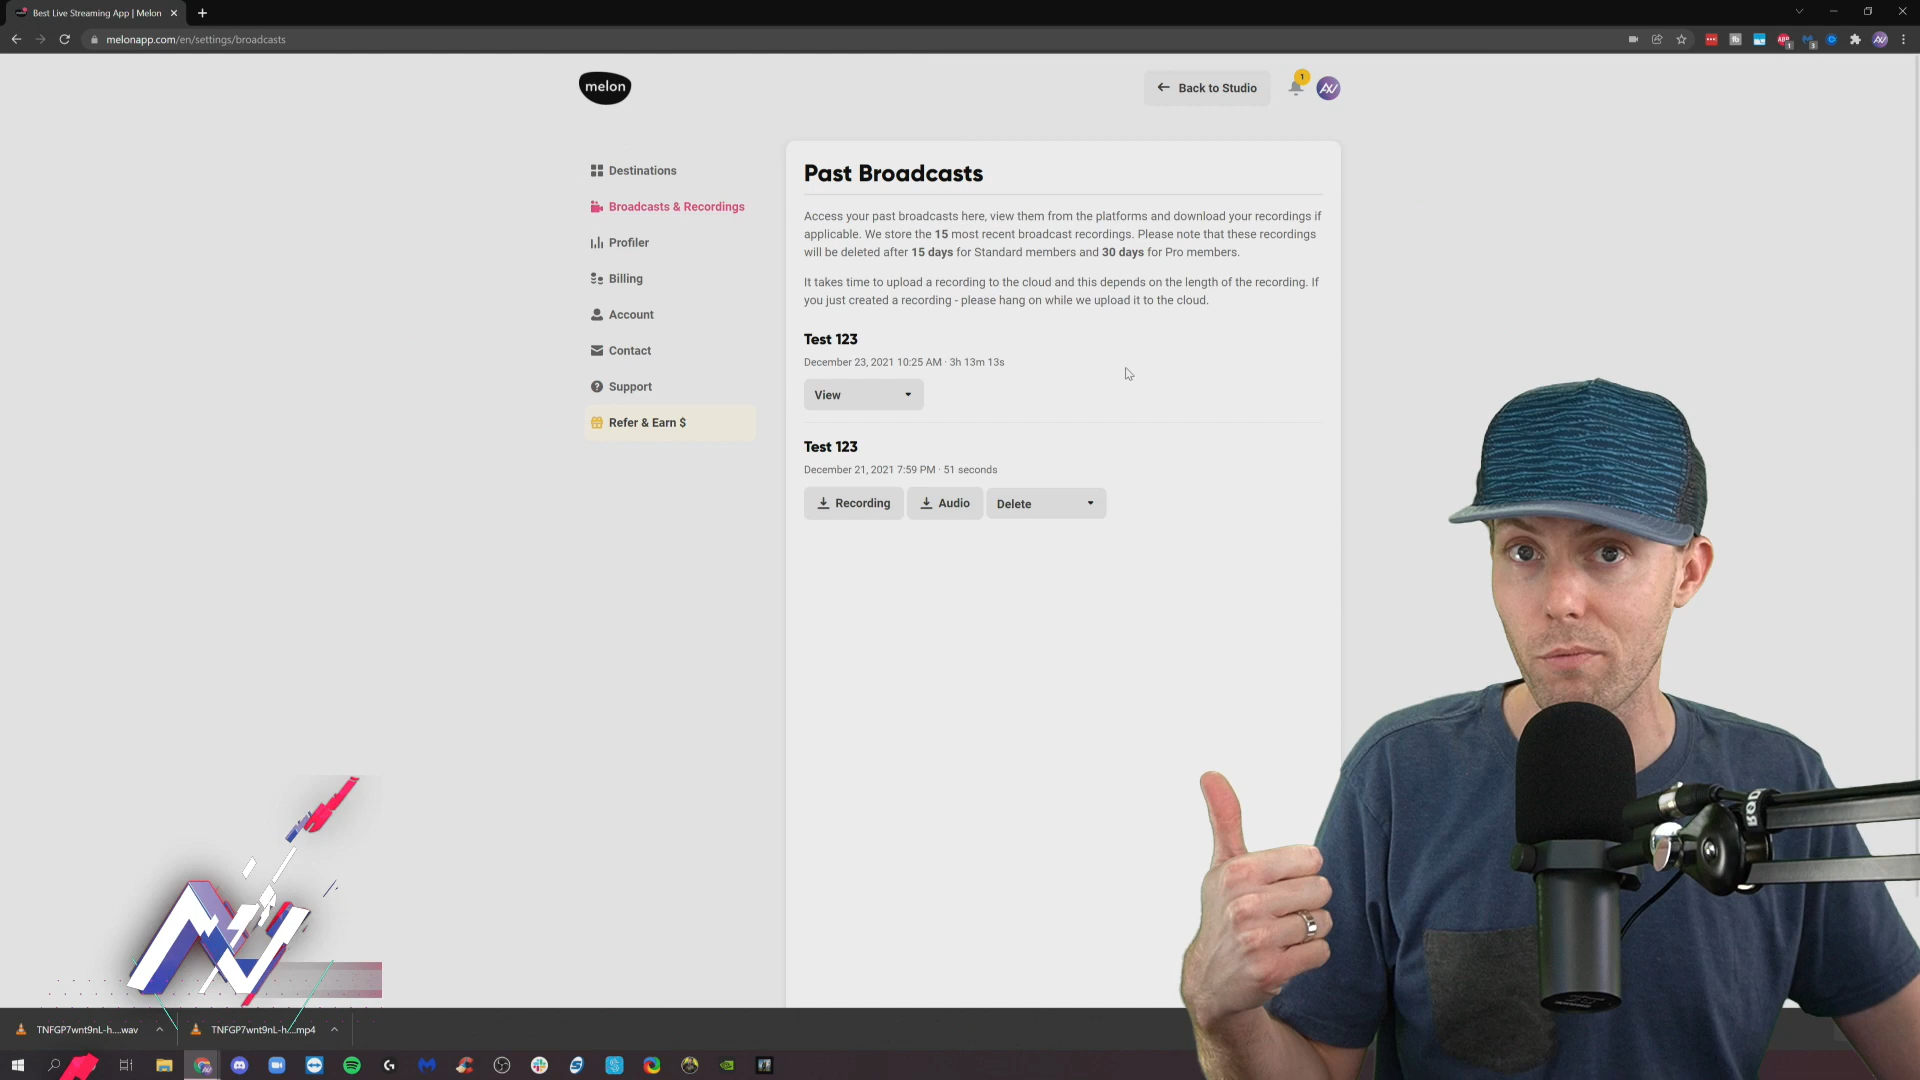 Best Live Streaming App | Melon
melonapp.com/en/settings/broadcasts
melon
Back to Studio
1
Destinations
Broadcasts & Recordings
Profiler
Billing
Account
Contact
Support
Refer & Earn $
Past Broadcasts
Access your past broadcasts here, view them from the platforms and download your recordings if
applicable. We store the 15 most recent broadcast recordings. Please note that these recordings
will be deleted after 15 days for Standard members and 30 days for Pro members.
It takes time to upload a recording to the cloud and this depends on the length of the recording. If
you just created a recording - please hang on while we upload it to the cloud.
Test 123
December 23, 2021 10:25 AM · 3h 13m 13s
View
Test 123
December 21, 2021 7:59 PM · 51 seconds
Recording
Audio
Delete
RØD
TNFGP7wnt9nL-h....wav
TNFGP7wnt9nL-h....mp4